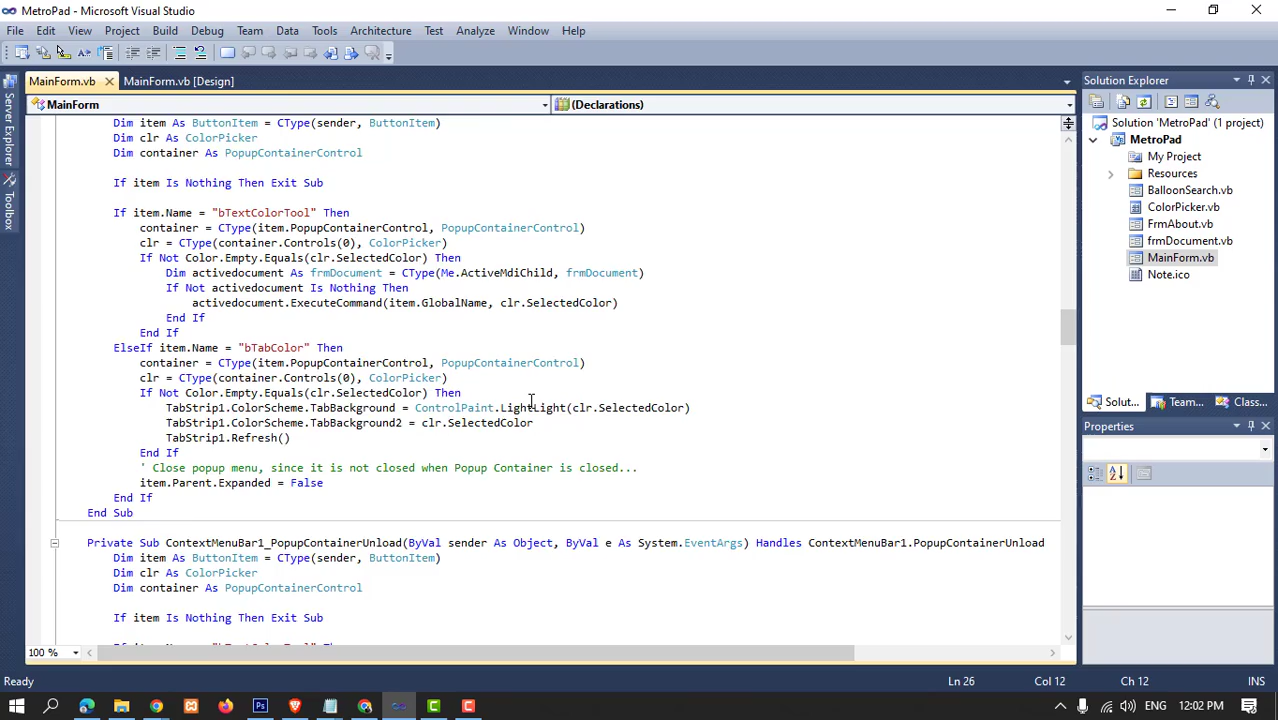 MetroPad - Microsoft Visual Studio
File Edit View Project Build Debug Team Data Tools Architecture Test Analyze Window Help
MainForm.vb MainForm.vb [Design]
MainForm (Declarations)
Dim item As ButtonItem = CType(sender, ButtonItem)
Dim clr As ColorPicker
Dim container As PopupContainerControl
If item Is Nothing Then Exit Sub
If item.Name = "bTextColorTool" Then
container = CType(item.PopupContainerControl, PopupContainerControl)
clr = CType(container.Controls(0), ColorPicker)
If Not Color.Empty.Equals(clr.SelectedColor) Then
Dim activedocument As frmDocument = CType(Me.ActiveMdiChild, frmDocument)
If Not activedocument Is Nothing Then
activedocument.ExecuteCommand(item.GlobalName, clr.SelectedColor)
End If
End If
ElseIf item.Name = "bTabColor" Then
container = CType(item.PopupContainerControl, PopupContainerControl)
clr = CType(container.Controls(0), ColorPicker)
If Not Color.Empty.Equals(clr.SelectedColor) Then
TabStrip1.ColorScheme.TabBackground = ControlPaint.LightLight(clr.SelectedColor)
TabStrip1.ColorScheme.TabBackground2 = clr.SelectedColor
TabStrip1.Refresh()
End If
' Close popup menu, since it is not closed when Popup Container is closed...
item.Parent.Expanded = False
End If
End Sub
Private Sub ContextMenuBar1_PopupContainerUnload(ByVal sender As Object, ByVal e As System.EventArgs) Handles ContextMenuBar1.PopupContainerUnload
Dim item As ButtonItem = CType(sender, ButtonItem)
Dim clr As ColorPicker
Dim container As PopupContainerControl
If item Is Nothing Then Exit Sub
100 %
Server Explorer
Toolbox
Solution Explorer
Solution 'MetroPad' (1 project)
MetroPad
My Project
Resources
BalloonSearch.vb
ColorPicker.vb
FrmAbout.vb
frmDocument.vb
MainForm.vb
Note.ico
Solut... Team... Class...
Properties
Ready Ln 26 Col 12 Ch 12 INS
ENG 12:02 PM